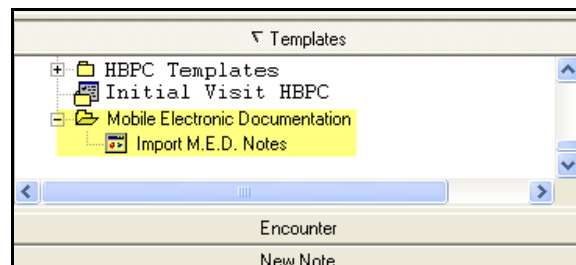 Templates
HBPC Templates
Initial Visit HBPC
Mobile Electronic Documentation
Import M.E.D. Notes
Encounter
New Note